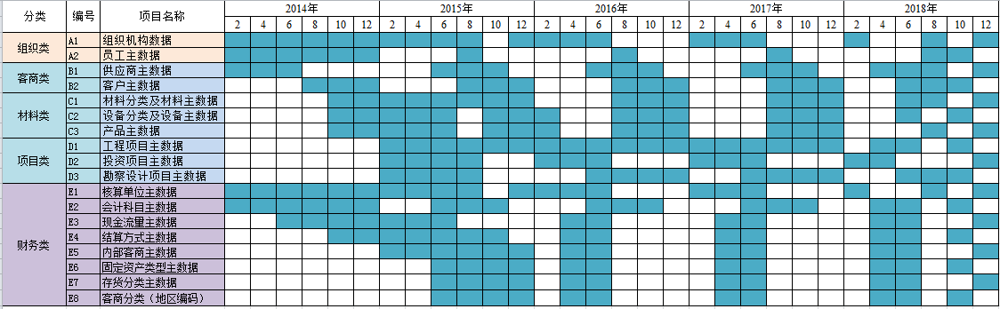 分类 编号 项目名称 2014年 2015年 2016年 2017年 2018年
2 4 6 8 10 12 2 4 6 8 10 12 2 4 6 8 10 12 2 4 6 8 10 12 2 4 6 8 10 12
组织类 A1 组织机构数据
A2 员工主数据
客商类 B1 供应商主数据
B2 客户主数据
材料类 C1 材料分类及材料主数据
C2 设备分类及设备主数据
C3 产品主数据
项目类 D1 工程项目主数据
D2 投资项目主数据
D3 勘察设计项目主数据
财务类 E1 核算单位主数据
E2 会计科目主数据
E3 现金流量主数据
E4 结算方式主数据
E5 内部客商主数据
E6 固定资产类型主数据
E7 存货分类主数据
E8 客商分类（地区编码）